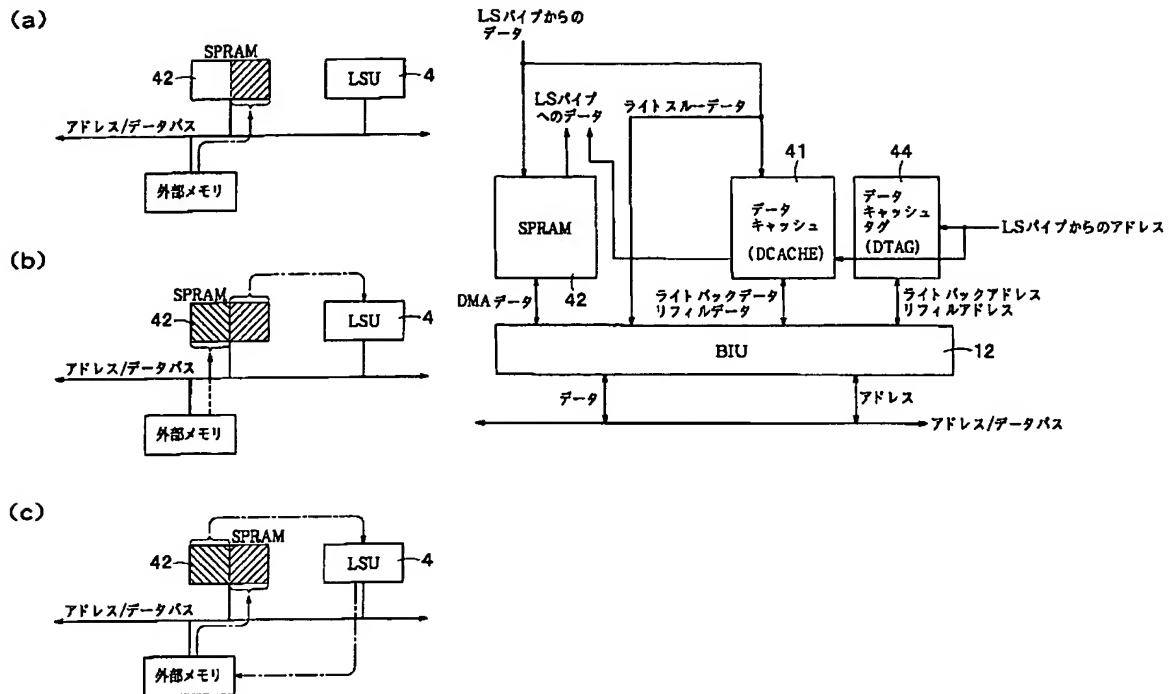 (a)
SPRAM
42
LSU
4
アドレス/データバス
外部メモリ
(b)
SPRAM
42
LSU
4
アドレス/データバス
外部メモリ
(c)
SPRAM
42
LSU
4
アドレス/データバス
外部メモリ
LSパイプからの
データ
LSパイプ
へのデータ
ライトスルーデータ
41
44
SPRAM
データ
キャッシュ
(DCACHE)
データ
キャッシュ
タグ
(DTAG)
LSパイプからのアドレス
DMAデータ
42
ライトバックデータ
リフィルデータ
ライトバックアドレス
リフィルアドレス
BIU
12
データ
アドレス
アドレス/データバス